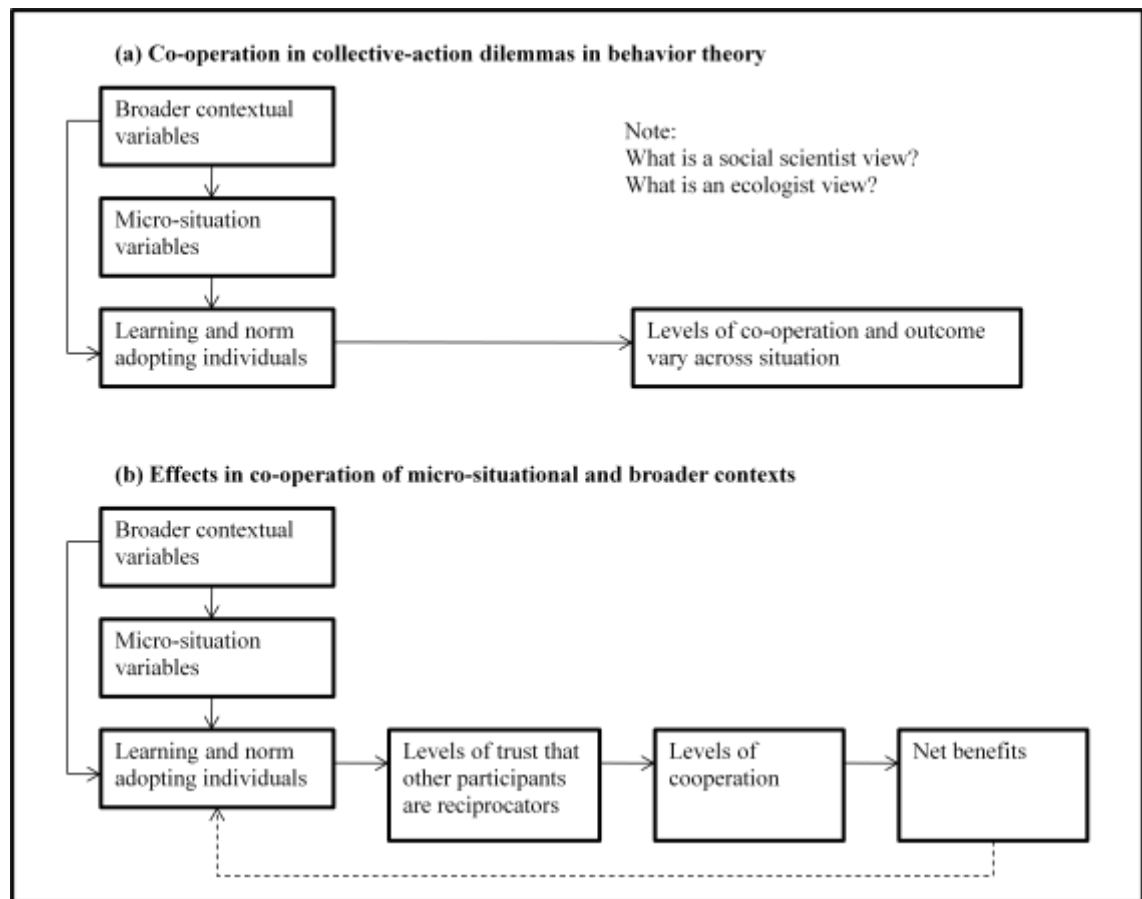 (a) Co-operation in collective-action dilemmas in behavior theory
Broader contextual
variables
Note:
What is a social scientist view?
What is an ecologist view?
Micro-situation
variables
Learning and norm
adopting individuals
Levels of co-operation and outcome
vary across situation
(b) Effects in co-operation of micro-situational and broader contexts
Broader contextual
variables
Micro-situation
variables
Learning and norm
adopting individuals
Levels of trust that
other participants
are reciprocators
Levels of
cooperation
Net benefits